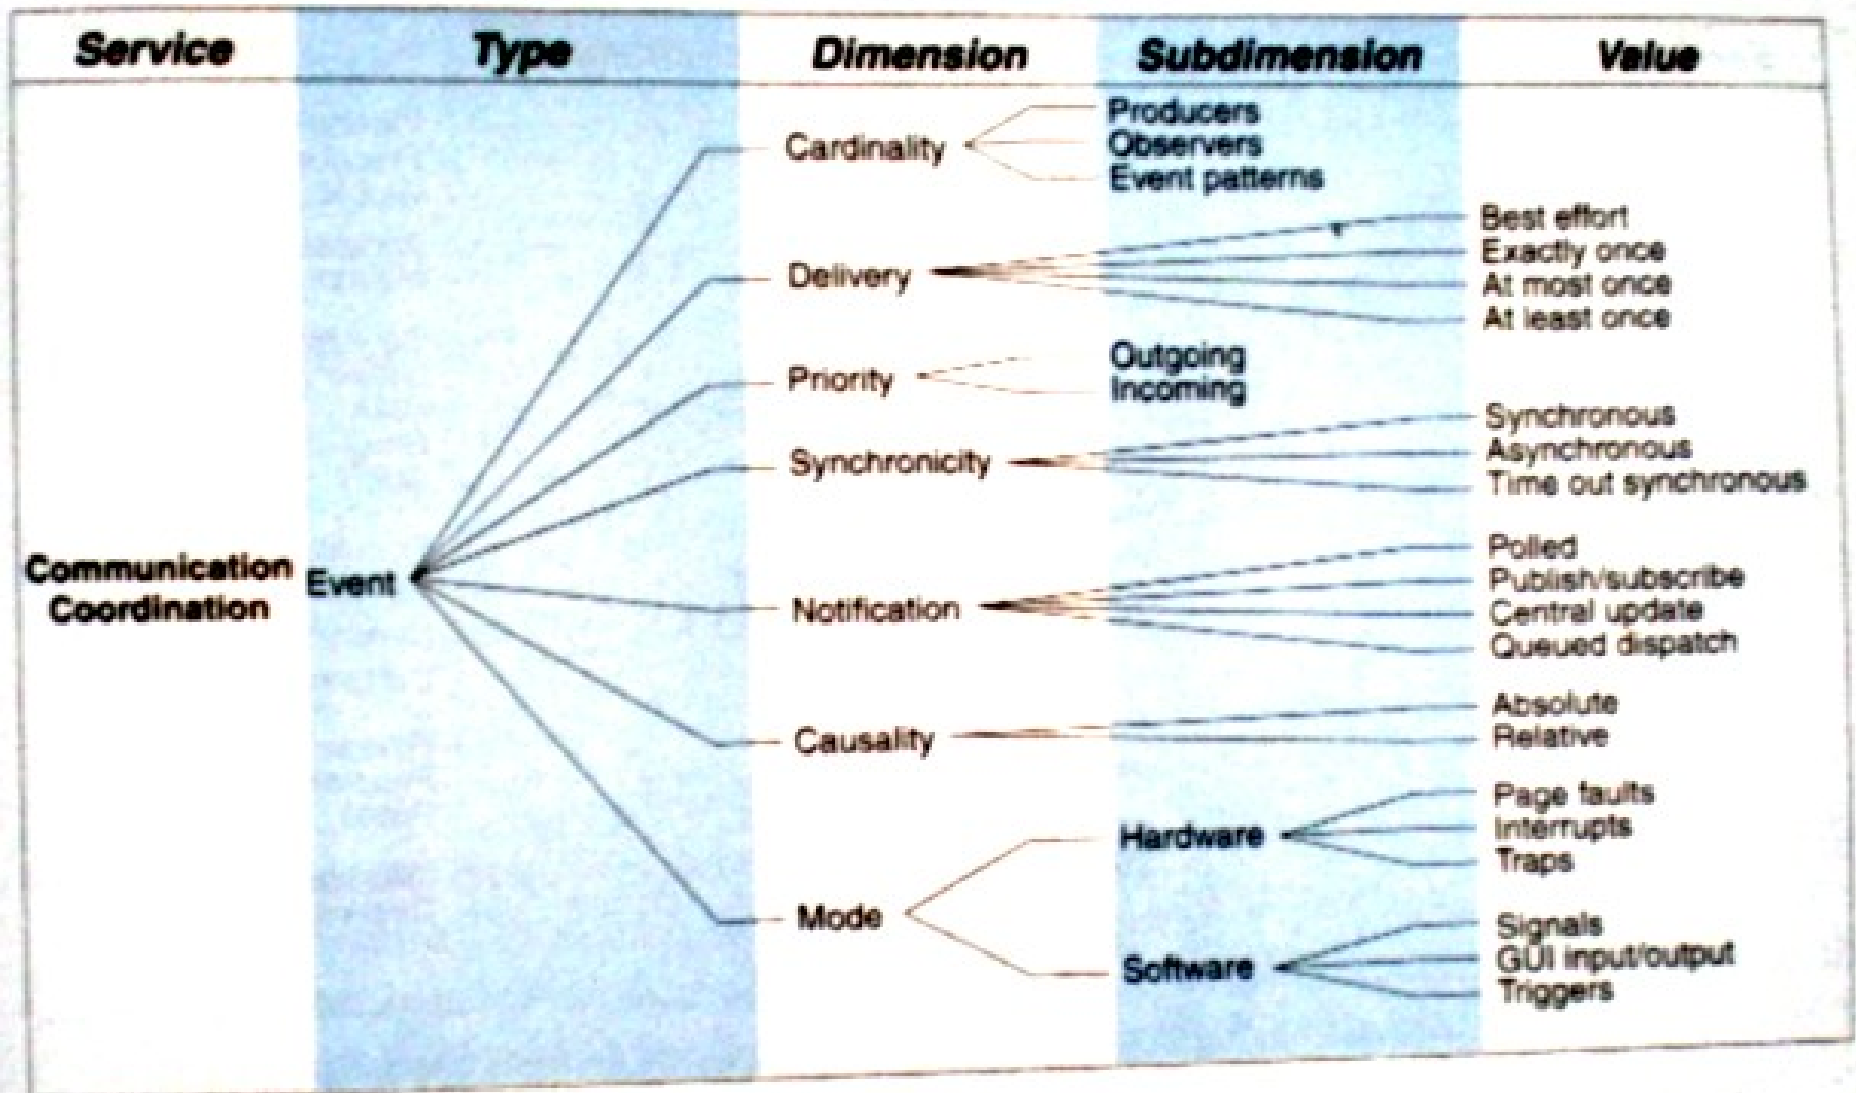 Service Type Dimension Subdimension Value
Producers
Cardinality Observers
Event patterns
Best effort
Exactly once
Delivery At most once
At least once
Outgoing
Priority Incoming
Synchronous
Synchronicity Asynchronous
Time out synchronous
Polled
Publish/subscribe
Communication Coordination Event Notification Central update
Queued dispatch
Absolute
Causality Relative
Page faults
Hardware Interrupts
Traps
Mode
Signals
Software GUI input/output
Triggers